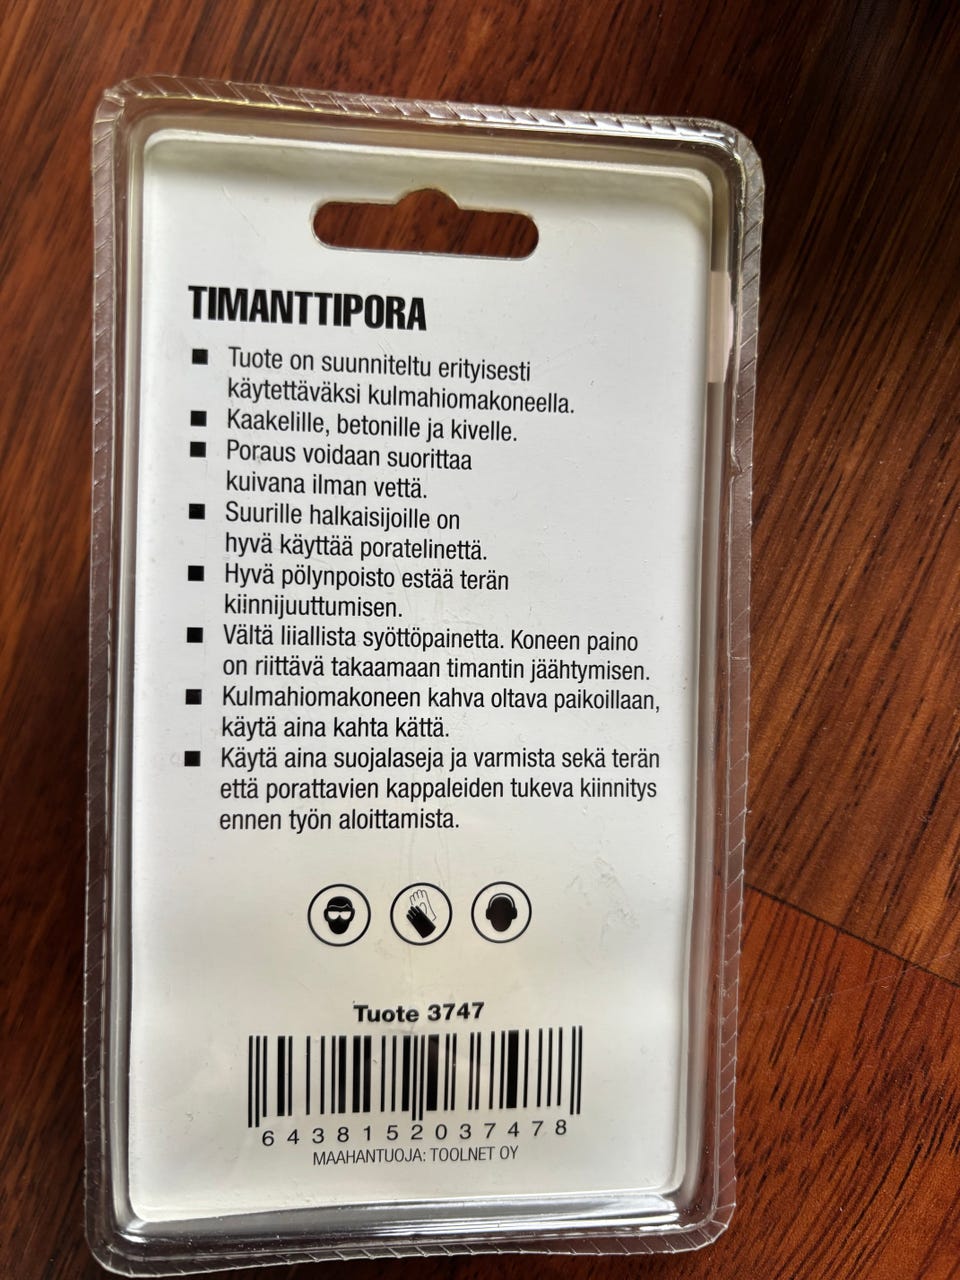 TIMANTTIPORA
■ Tuote on suunniteltu erityisesti
käytettäväksi kulmahiomakoneella.
■ Kaakelille, betonille ja kivelle.
■ Poraus voidaan suorittaa
kuivana ilman vettä.
■ Suurille halkaisijoille on
hyvä käyttää poratelinettä.
■ Hyvä pölynpoisto estää terän
kiinnijuuttumisen.
■ Vältä liiallista syöttöpainetta. Koneen paino
on riittävä takaamaan timantin jäähtymisen.
■ Kulmahiomakoneen kahva oltava paikoillaan,
käytä aina kahta kättä.
■ Käytä aina suojalaseja ja varmista sekä terän
että porattavien kappaleiden tukeva kiinnitys
ennen työn aloittamista.
Tuote 3747
6438152037478
MAAHANTUOJA: TOOLNET OY